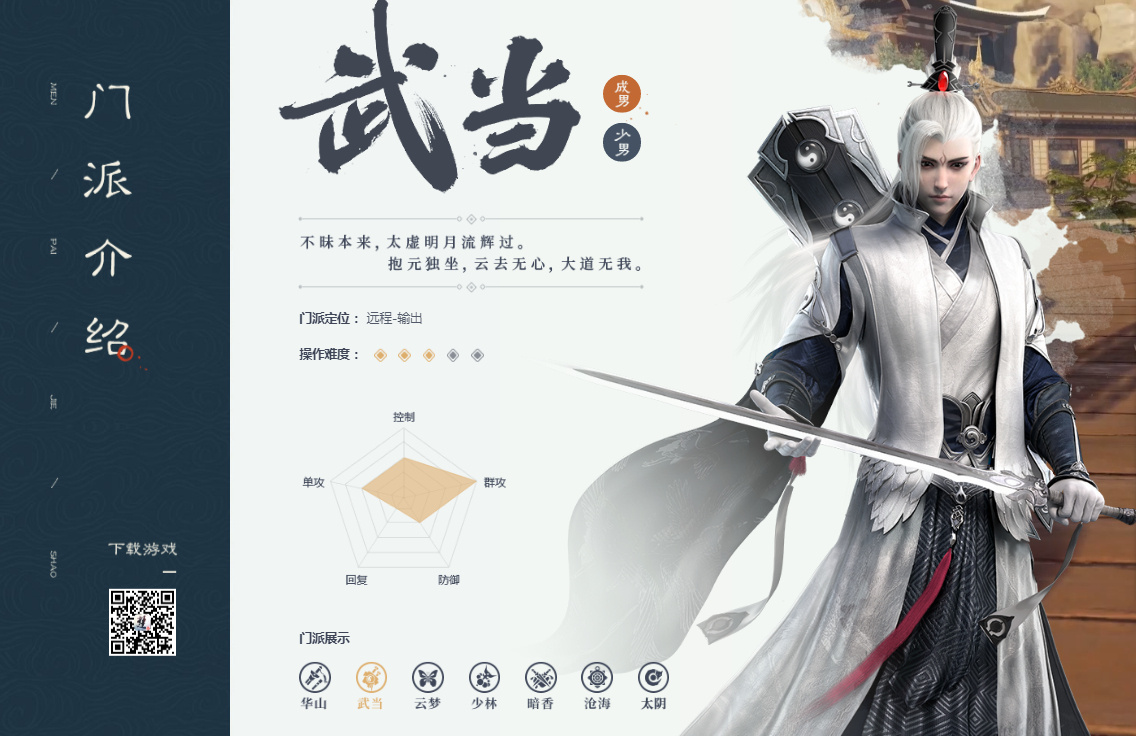 门派介绍
MEN / PAI / JE / SHAO
下载游戏
武当
成男
少男
不昧本来，太虚明月流辉过。
抱元独坐，云去无心，大道无我。
门派定位： 远程-输出
操作难度：
控制
单攻
群攻
回复
防御
门派展示
华山 武当 云梦 少林 暗香 沧海 太阴